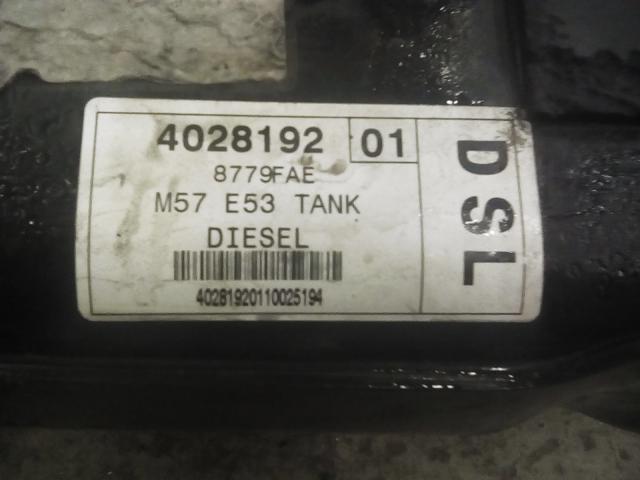 4028192 01
8779FAE
M57 E53 TANK
DIESEL
40281920110025194
DSL